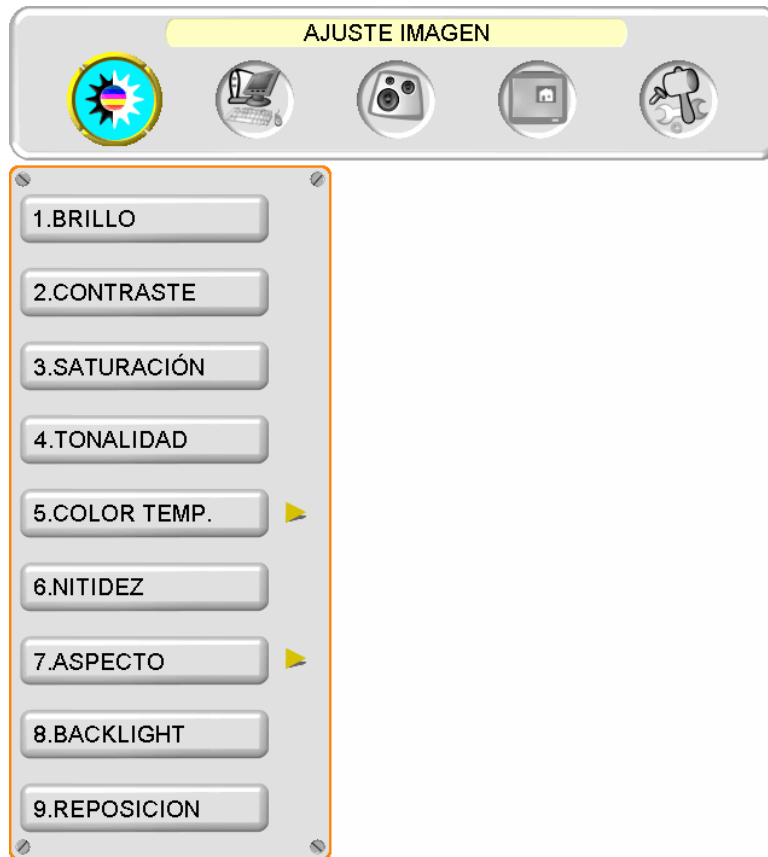 AJUSTE IMAGEN
1.BRILLO
2.CONTRASTE
3.SATURACIÓN
4.TONALIDAD
5.COLOR TEMP.
6.NITIDEZ
7.ASPECTO
8.BACKLIGHT
9.REPOSICION